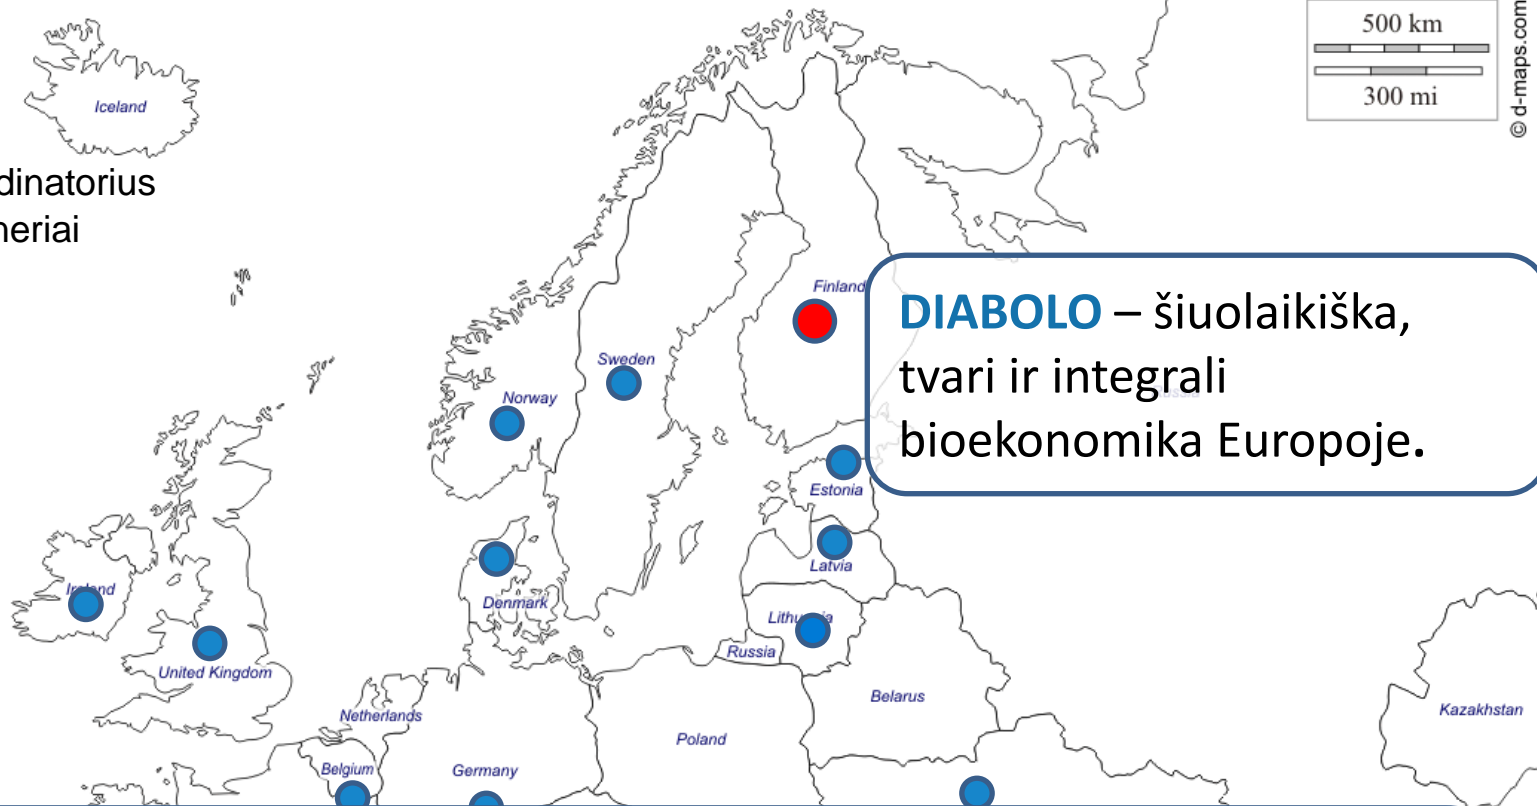 500 km
300 mi
© d-maps.com
Iceland
dinatorius
neriai
Finland
DIABOLO – šiuolaikiška,
tvari ir integrali
bioekonomika Europoje.
Sweden
Norway
Estonia
Latvia
Denmark
United Kingdom
Russia
Belarus
Netherlands
Kazakhstan
Poland
Belgium
Germany